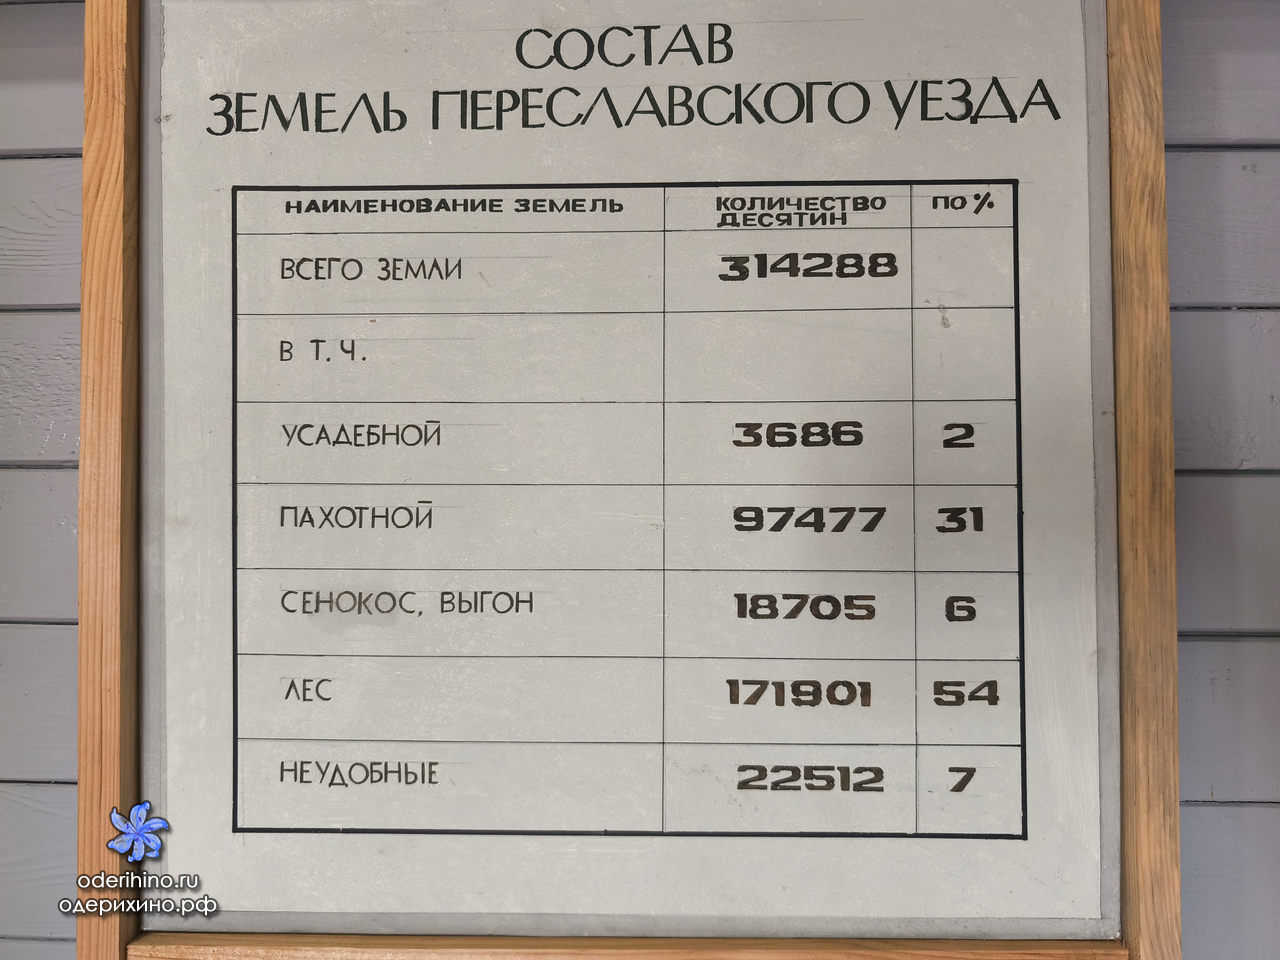 СОСТАВ
ЗЕМЕЛЬ ПЕРЕСЛАВСКОГО УЕЗДА
НАИМЕНОВАНИЕ ЗЕМЕЛЬ КОЛИЧЕСТВО ДЕСЯТИН ПО %
ВСЕГО ЗЕМЛИ 314288
В Т. Ч.
УСАДЕБНОЙ 3686 2
ПАХОТНОЙ 97477 31
СЕНОКОС, ВЫГОН 18705 6
ЛЕС 171901 54
НЕУДОБНЫЕ 22512 7
oderihino.ru
одерихино.рф